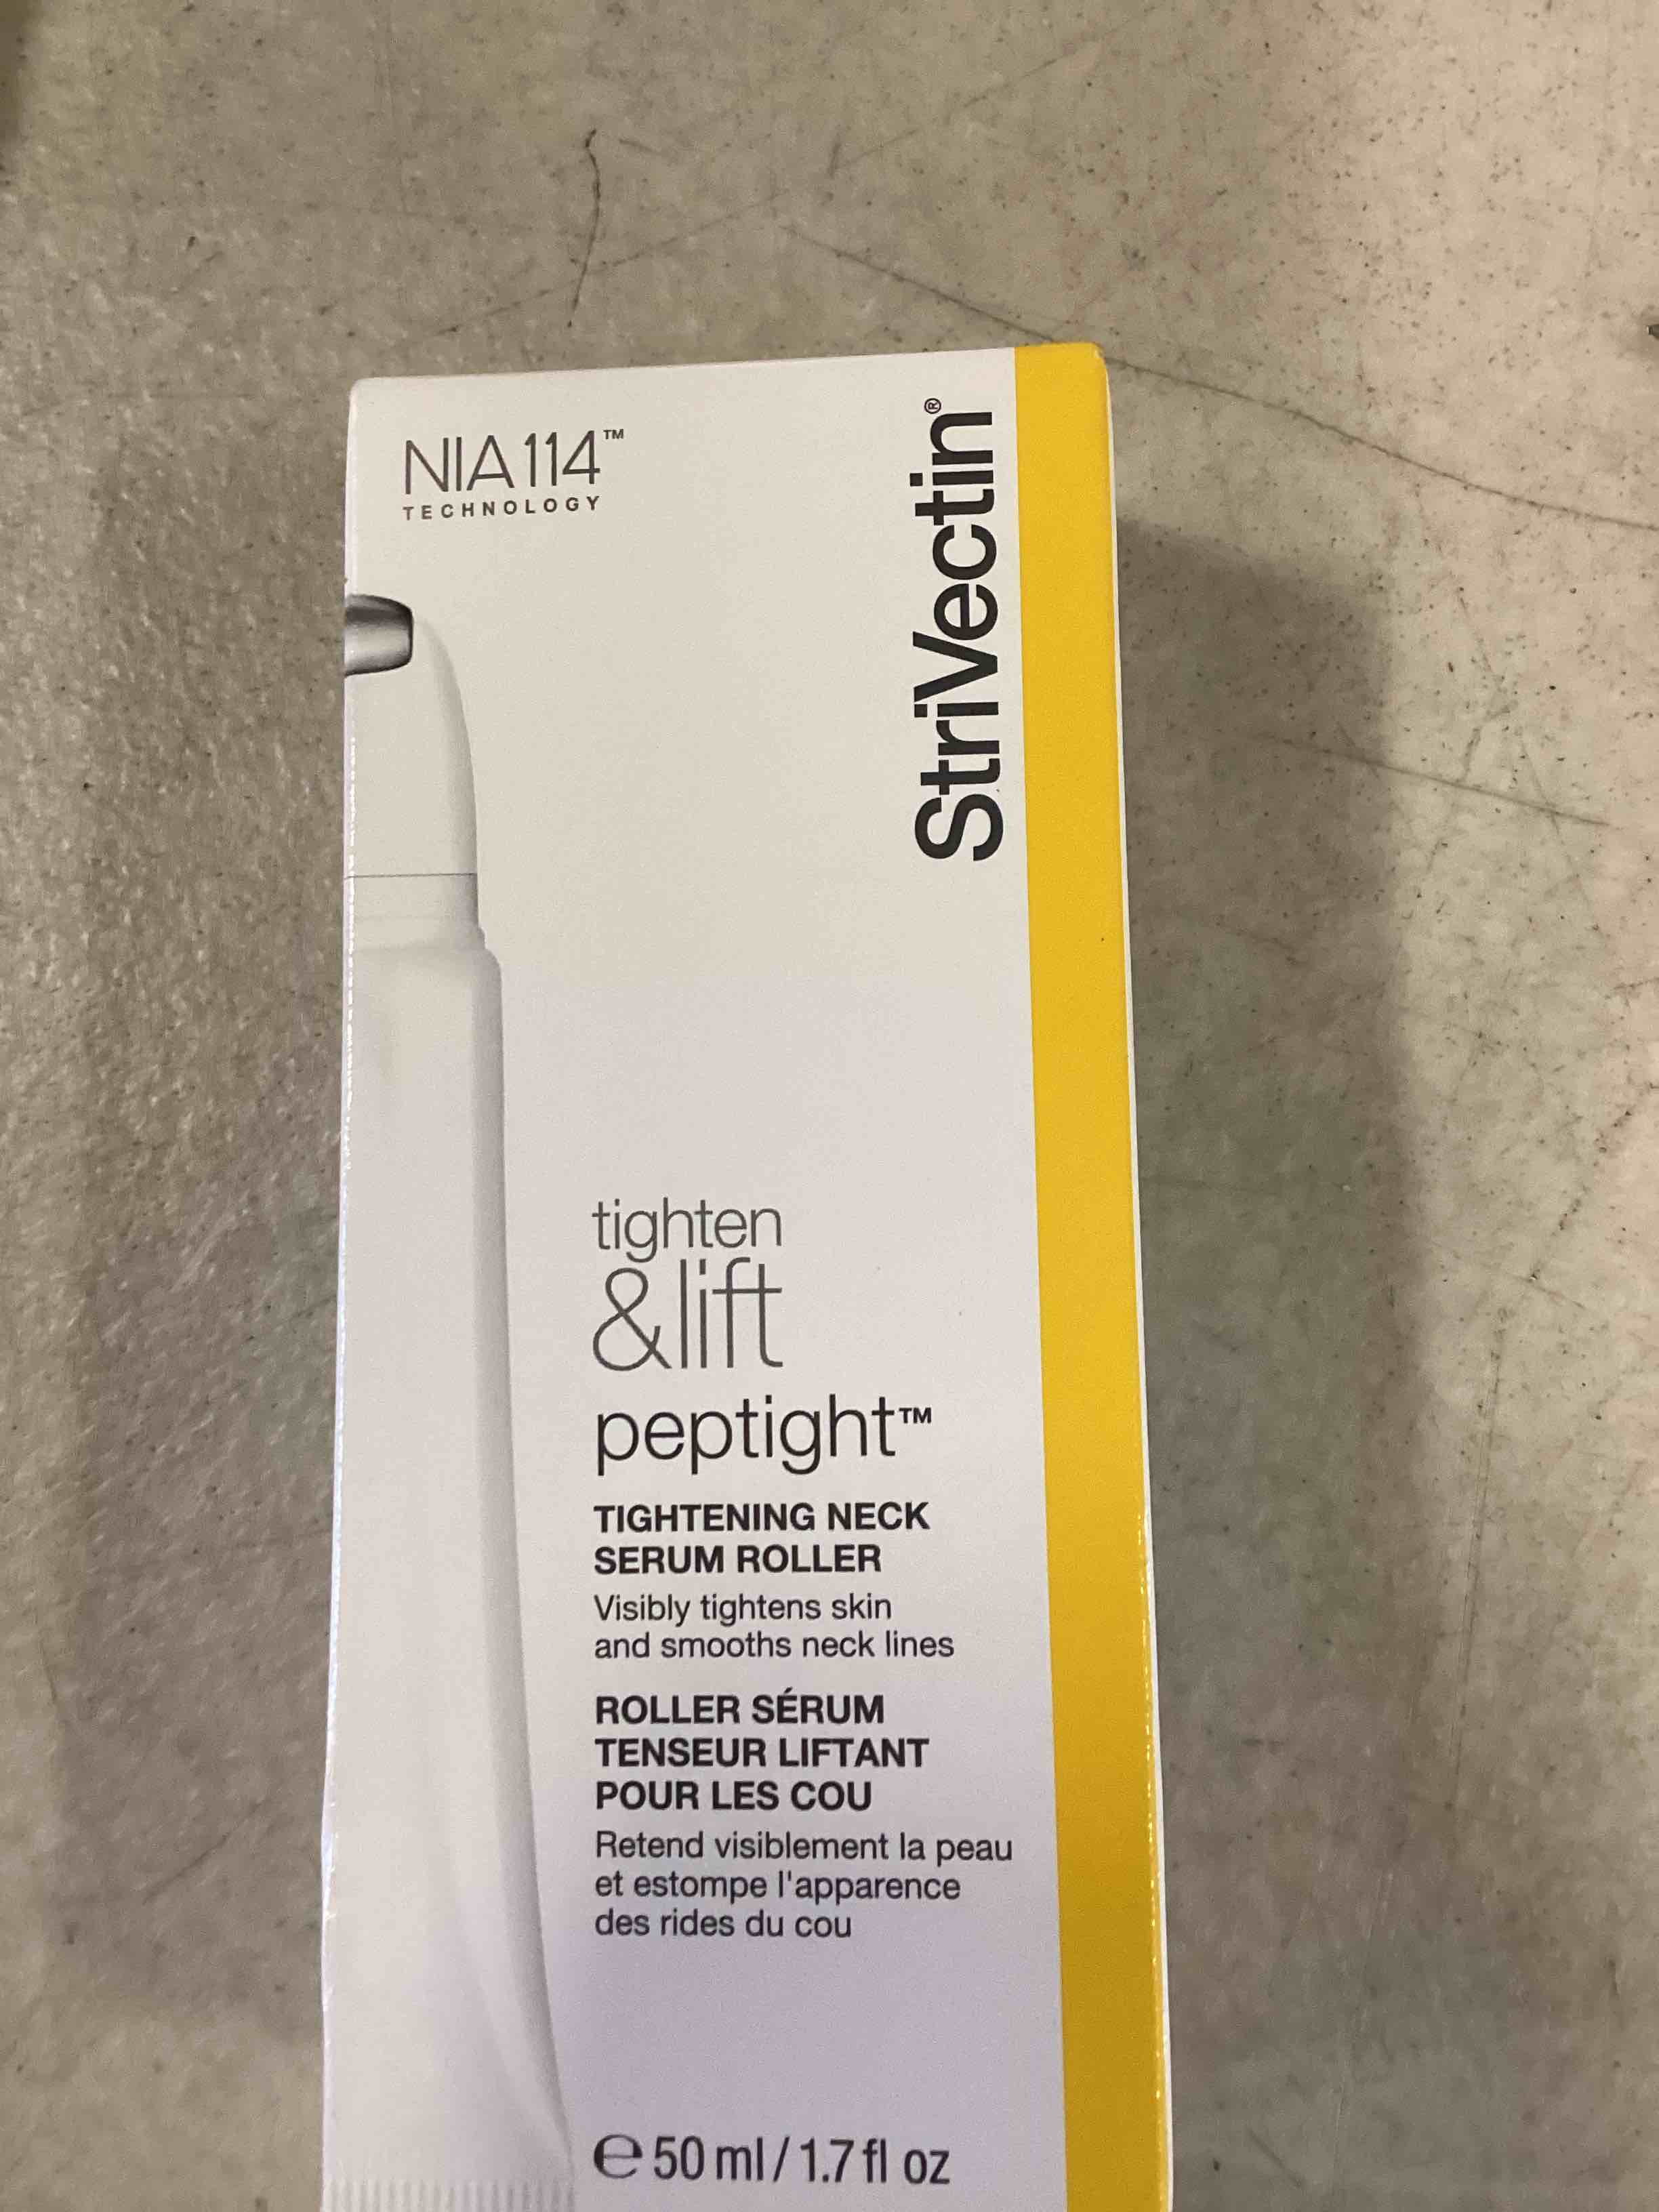 NIA114™
TECHNOLOGY
StriVectin®
tighten
&lift
peptight™
TIGHTENING NECK
SERUM ROLLER
Visibly tightens skin
and smooths neck lines
ROLLER SÉRUM
TENSEUR LIFTANT
POUR LES COU
Retend visiblement la peau
et estompe l'apparence
des rides du cou
℮50 ml/1.7 fl oz